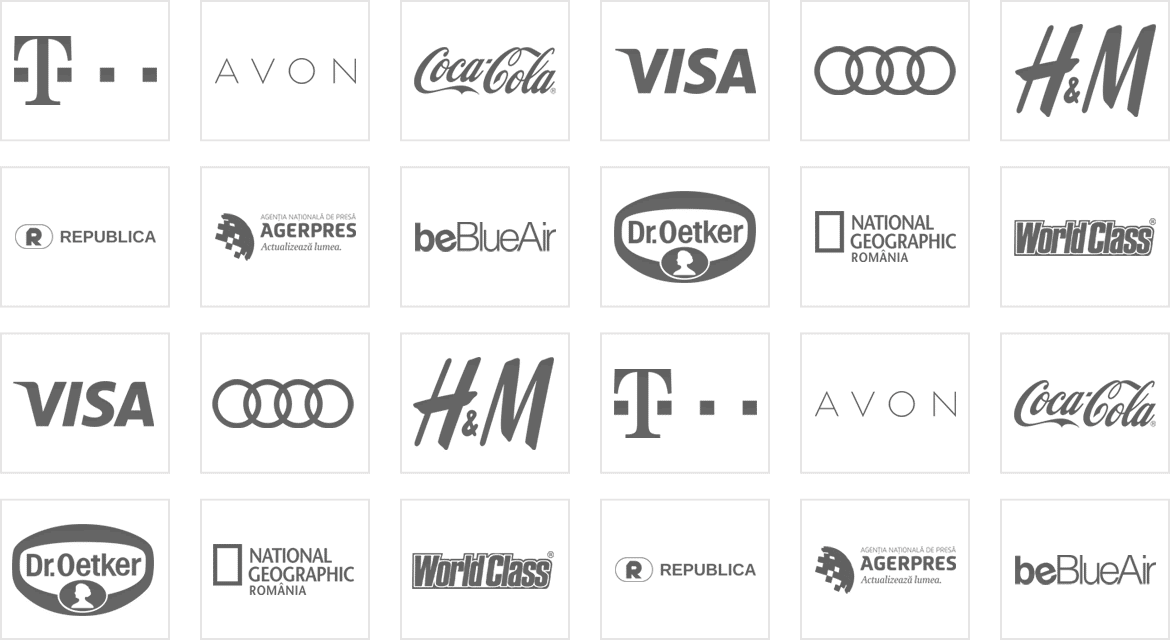 T
AVON
Coca-Cola
VISA
H&M
R REPUBLICA
AGENȚIA NAȚIONALĂ DE PRESĂ
AGERPRES
Actualizează lumea.
beBlueAir
Dr.Oetker
NATIONAL
GEOGRAPHIC
ROMÂNIA
World Class®
VISA
H&M
T
AVON
Coca-Cola
Dr.Oetker
NATIONAL
GEOGRAPHIC
ROMÂNIA
World Class®
R REPUBLICA
AGENȚIA NAȚIONALĂ DE PRESĂ
AGERPRES
Actualizează lumea.
beBlueAir